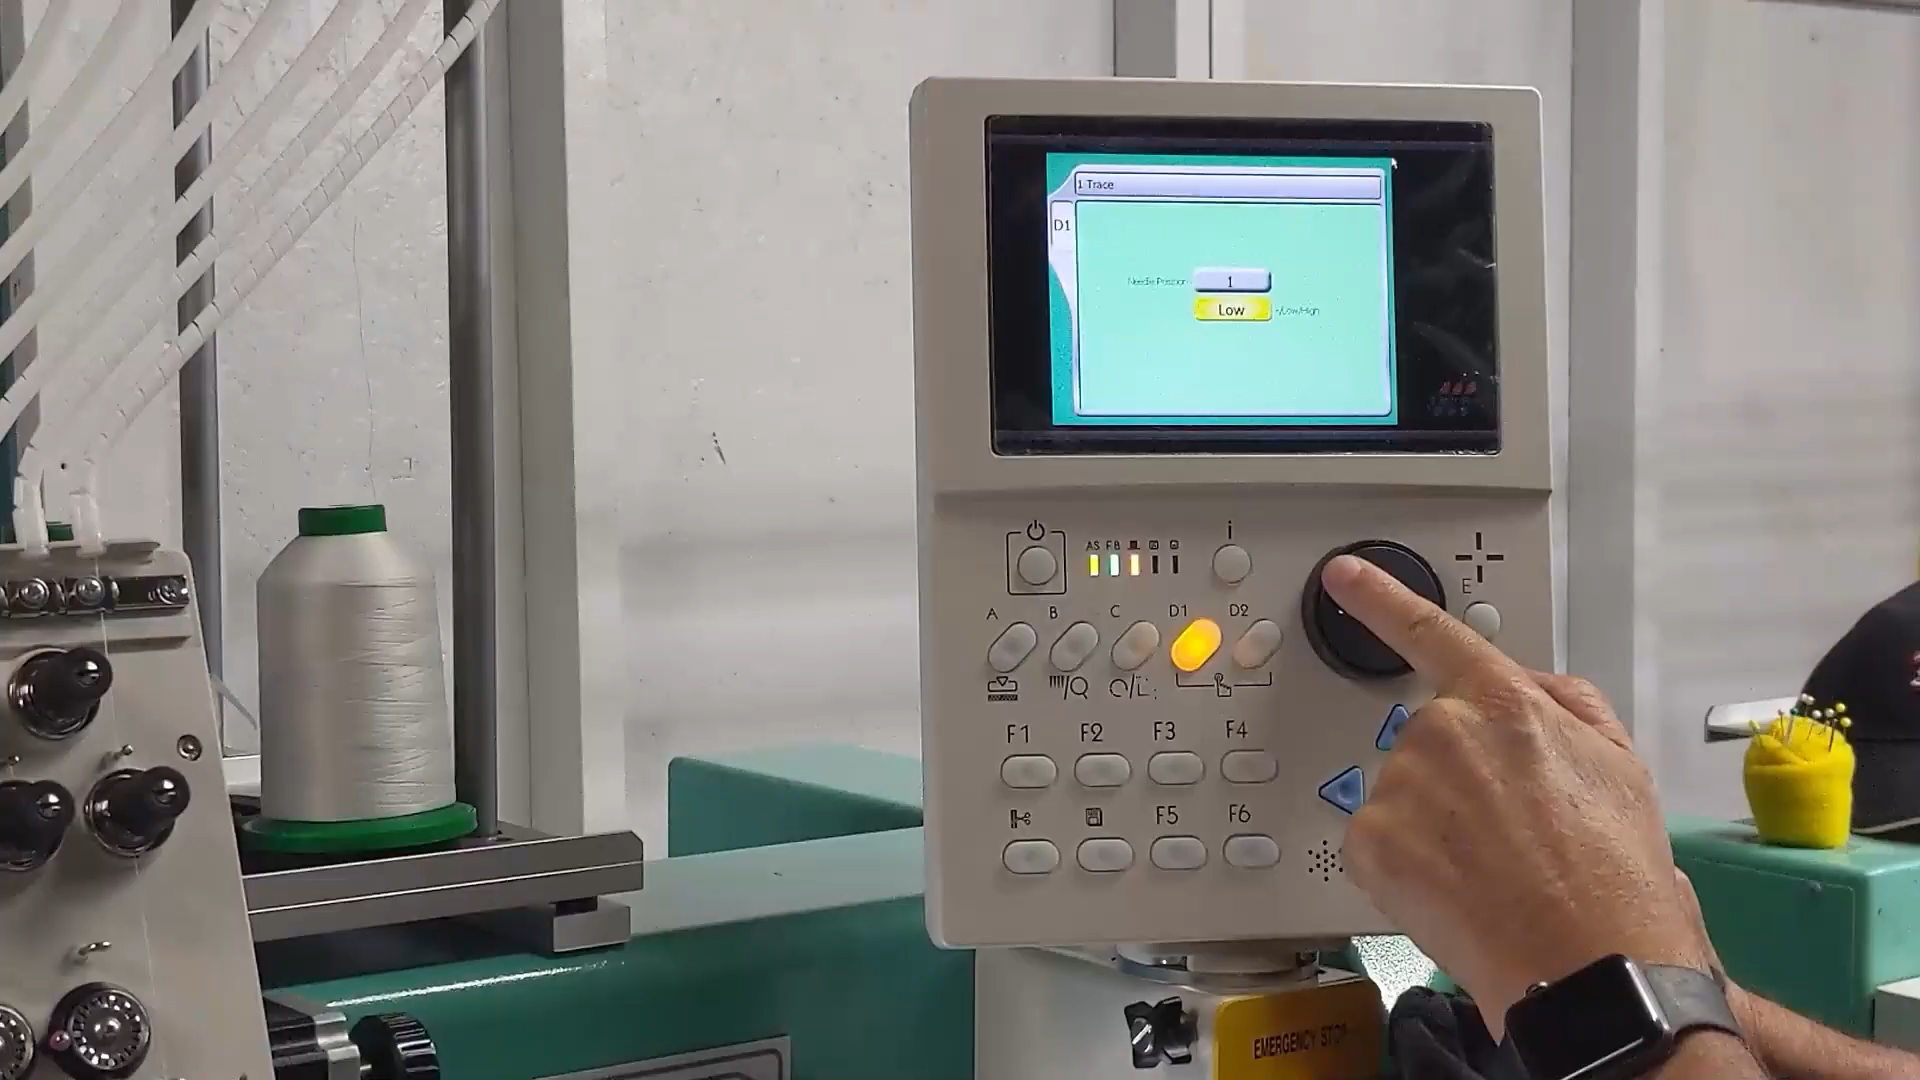 1 Trace
D1
Needle Position
1
Low
-/Low/High
i
AS FB
E
A B C D1 D2
F1 F2 F3 F4
F5 F6
EMERGENCY STOP